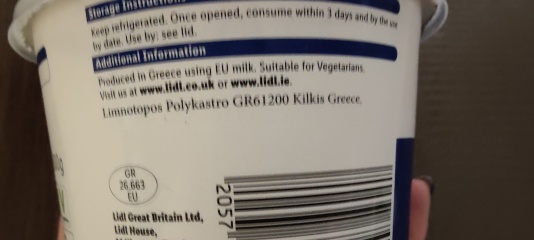 Storage Instructions
Keep refrigerated. Once opened, consume within 3 days and by the use
by date. Use by: see lid.
Additional Information
Produced in Greece using EU milk. Suitable for Vegetarians.
Visit us at www.lidl.co.uk or www.lidl.ie.
Limnotopos Polykastro GR61200 Kilkis Greece.
GR
26.663
EU
Lidl Great Britain Ltd,
Lidl House,
2057